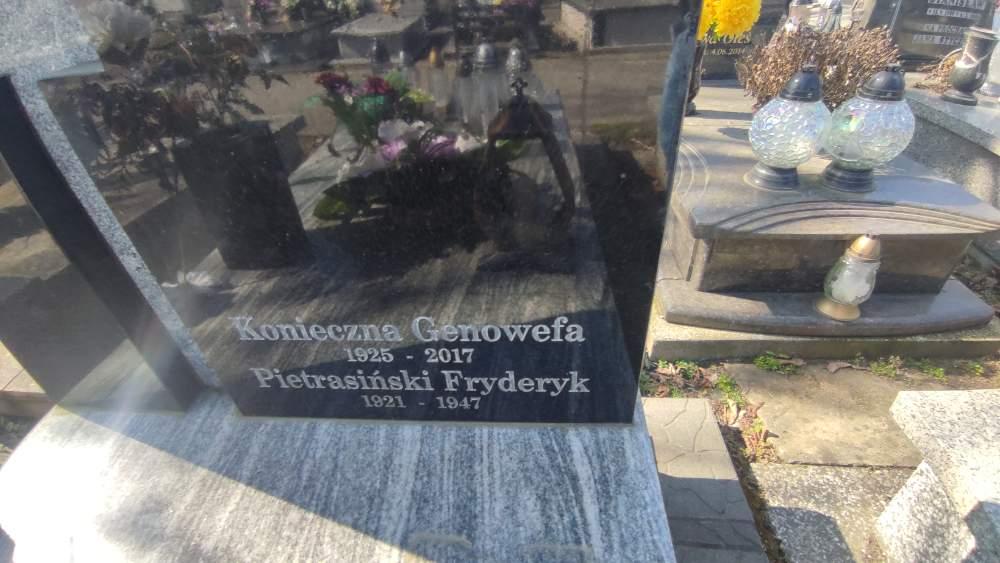 Konieczna Genowefa
1925 - 2017
Pietrasiński Fryderyk
1921 - 1947